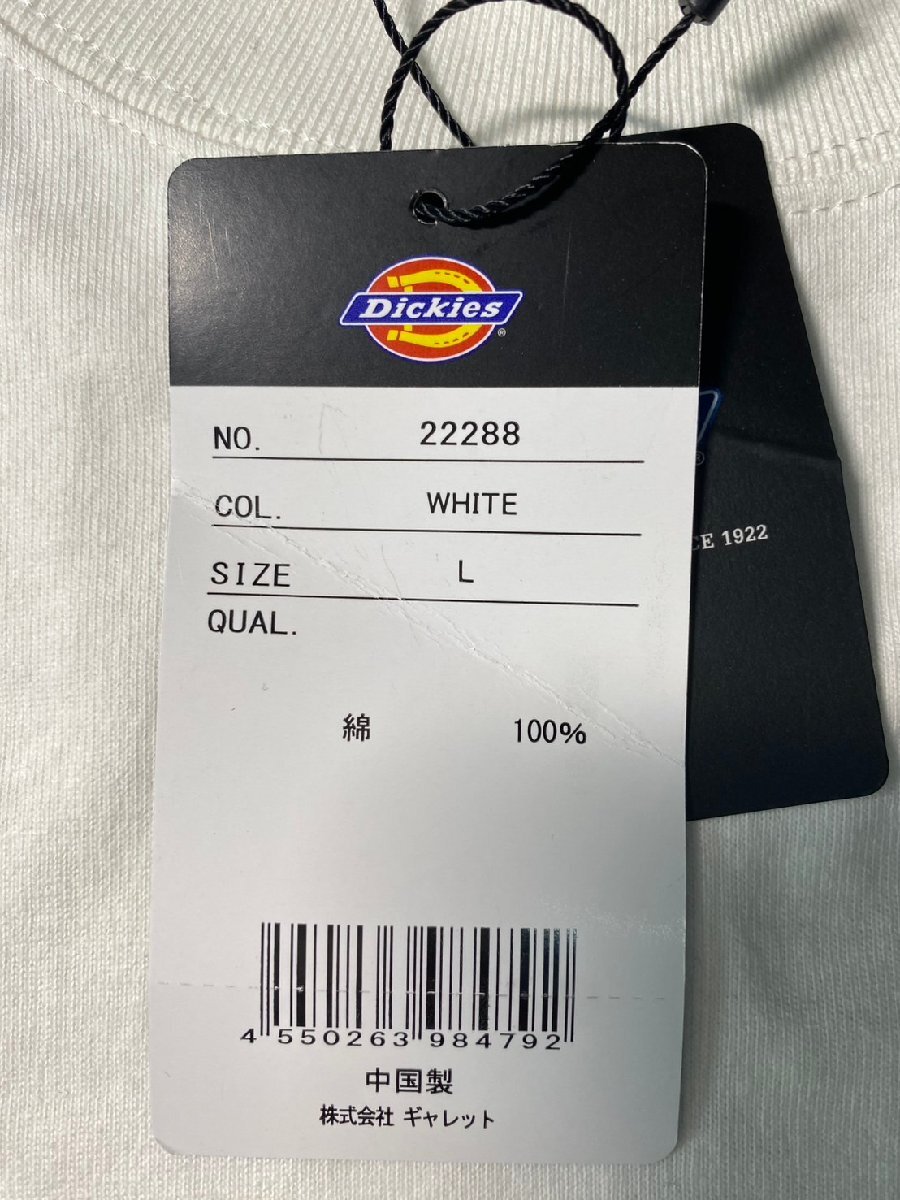 Dickies
®
NO. 22288
COL. WHITE
SIZE L
QUAL.
綿 100%
4 550263 984792
中国製
株式会社 ギャレット
1922